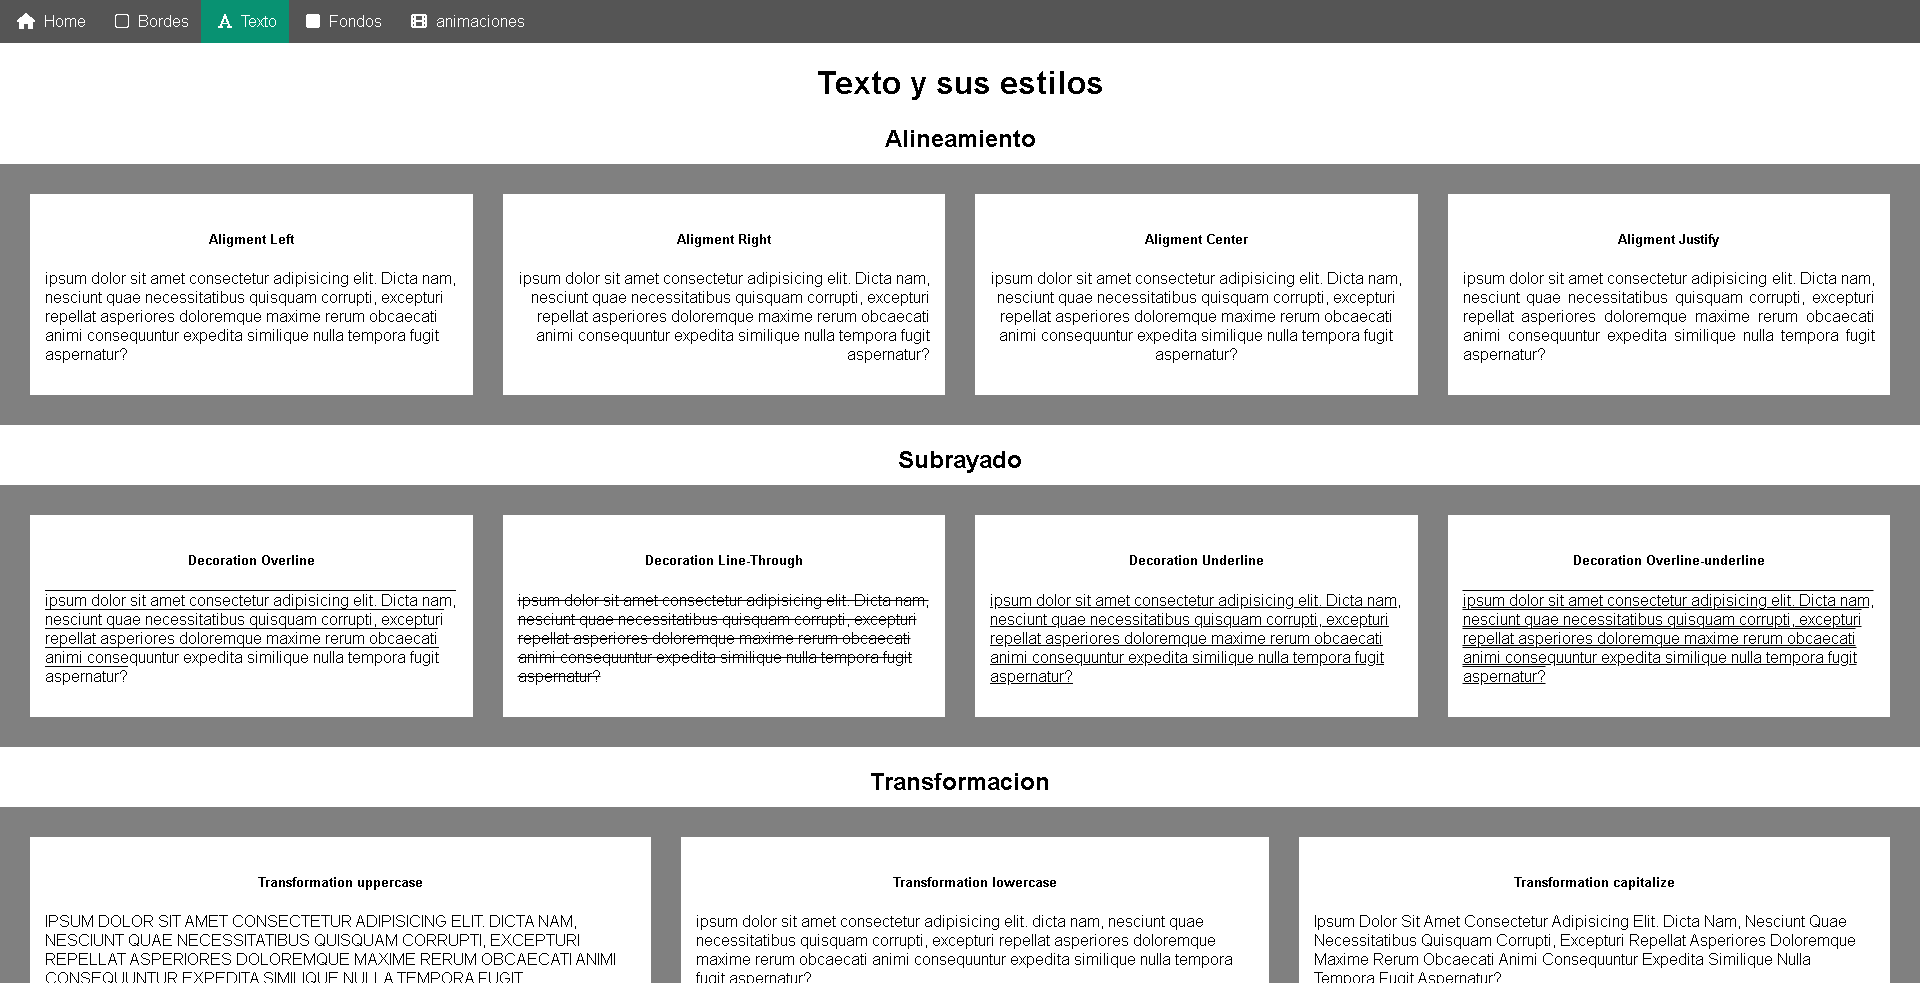 Home Bordes Texto Fondos animaciones
Texto y sus estilos
Alineamiento
Aligment Left
ipsum dolor sit amet consectetur adipisicing elit. Dicta nam,
nesciunt quae necessitatibus quisquam corrupti, excepturi
repellat asperiores doloremque maxime rerum obcaecati
animi consequuntur expedita similique nulla tempora fugit
aspernatur?
Aligment Right
ipsum dolor sit amet consectetur adipisicing elit. Dicta nam,
nesciunt quae necessitatibus quisquam corrupti, excepturi
repellat asperiores doloremque maxime rerum obcaecati
animi consequuntur expedita similique nulla tempora fugit
aspernatur?
Aligment Center
ipsum dolor sit amet consectetur adipisicing elit. Dicta nam,
nesciunt quae necessitatibus quisquam corrupti, excepturi
repellat asperiores doloremque maxime rerum obcaecati
animi consequuntur expedita similique nulla tempora fugit
aspernatur?
Aligment Justify
ipsum dolor sit amet consectetur adipisicing elit. Dicta nam,
nesciunt quae necessitatibus quisquam corrupti, excepturi
repellat asperiores doloremque maxime rerum obcaecati
animi consequuntur expedita similique nulla tempora fugit
aspernatur?
Subrayado
Decoration Overline
ipsum dolor sit amet consectetur adipisicing elit. Dicta nam,
nesciunt quae necessitatibus quisquam corrupti, excepturi
repellat asperiores doloremque maxime rerum obcaecati
animi consequuntur expedita similique nulla tempora fugit
aspernatur?
Decoration Line-Through
ipsum dolor sit amet consectetur adipisicing elit. Dicta nam,
nesciunt quae necessitatibus quisquam corrupti, excepturi
repellat asperiores doloremque maxime rerum obcaecati
animi consequuntur expedita similique nulla tempora fugit
aspernatur?
Decoration Underline
ipsum dolor sit amet consectetur adipisicing elit. Dicta nam,
nesciunt quae necessitatibus quisquam corrupti, excepturi
repellat asperiores doloremque maxime rerum obcaecati
animi consequuntur expedita similique nulla tempora fugit
aspernatur?
Decoration Overline-underline
ipsum dolor sit amet consectetur adipisicing elit. Dicta nam,
nesciunt quae necessitatibus quisquam corrupti, excepturi
repellat asperiores doloremque maxime rerum obcaecati
animi consequuntur expedita similique nulla tempora fugit
aspernatur?
Transformacion
Transformation uppercase
IPSUM DOLOR SIT AMET CONSECTETUR ADIPISICING ELIT. DICTA NAM,
NESCIUNT QUAE NECESSITATIBUS QUISQUAM CORRUPTI, EXCEPTURI
REPELLAT ASPERIORES DOLOREMQUE MAXIME RERUM OBCAECATI ANIMI
CONSEQUUNTUR EXPEDITA SIMILIQUE NULLA TEMPORA FUGIT
Transformation lowercase
ipsum dolor sit amet consectetur adipisicing elit. dicta nam, nesciunt quae
necessitatibus quisquam corrupti, excepturi repellat asperiores doloremque
maxime rerum obcaecati animi consequuntur expedita similique nulla tempora
fugit aspernatur?
Transformation capitalize
Ipsum Dolor Sit Amet Consectetur Adipisicing Elit. Dicta Nam, Nesciunt Quae
Necessitatibus Quisquam Corrupti, Excepturi Repellat Asperiores Doloremque
Maxime Rerum Obcaecati Animi Consequuntur Expedita Similique Nulla
Tempora Fugit Aspernatur?